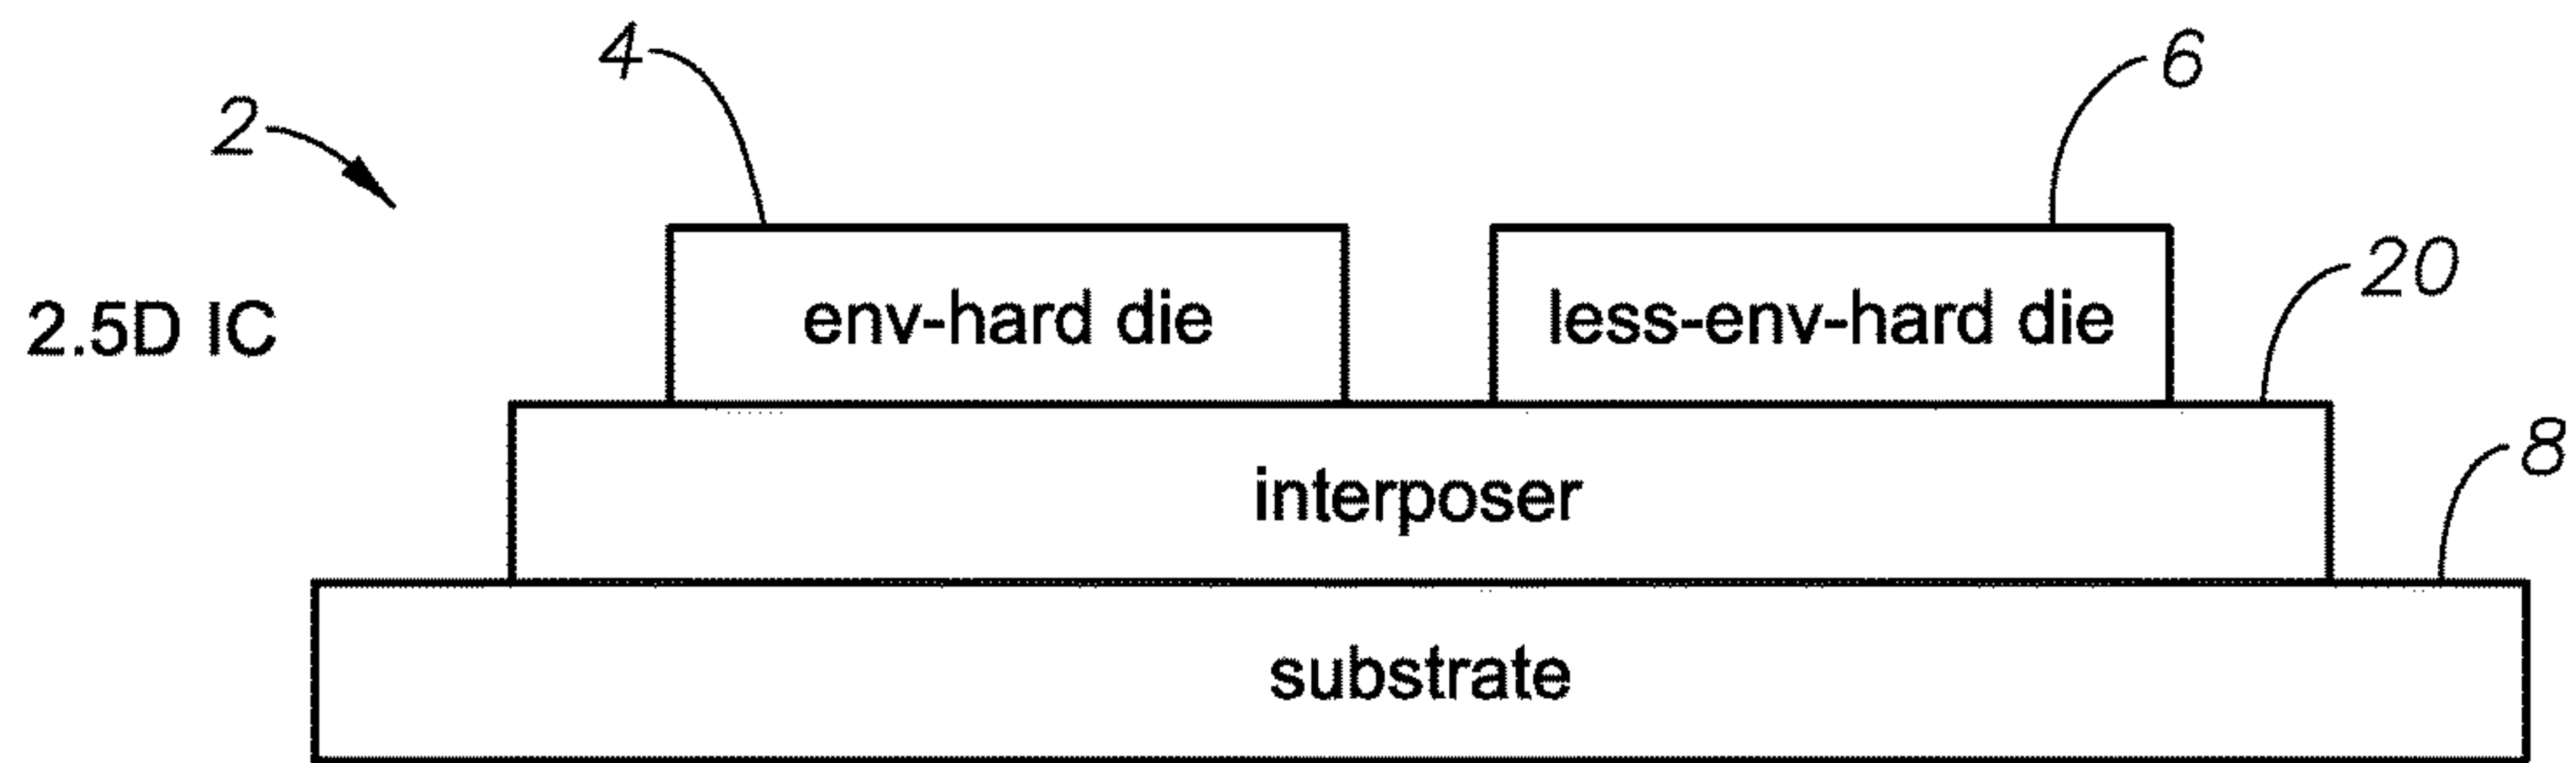 4
6
2
20
2.5D IC
env-hard die
less-env-hard die
8
interposer
substrate